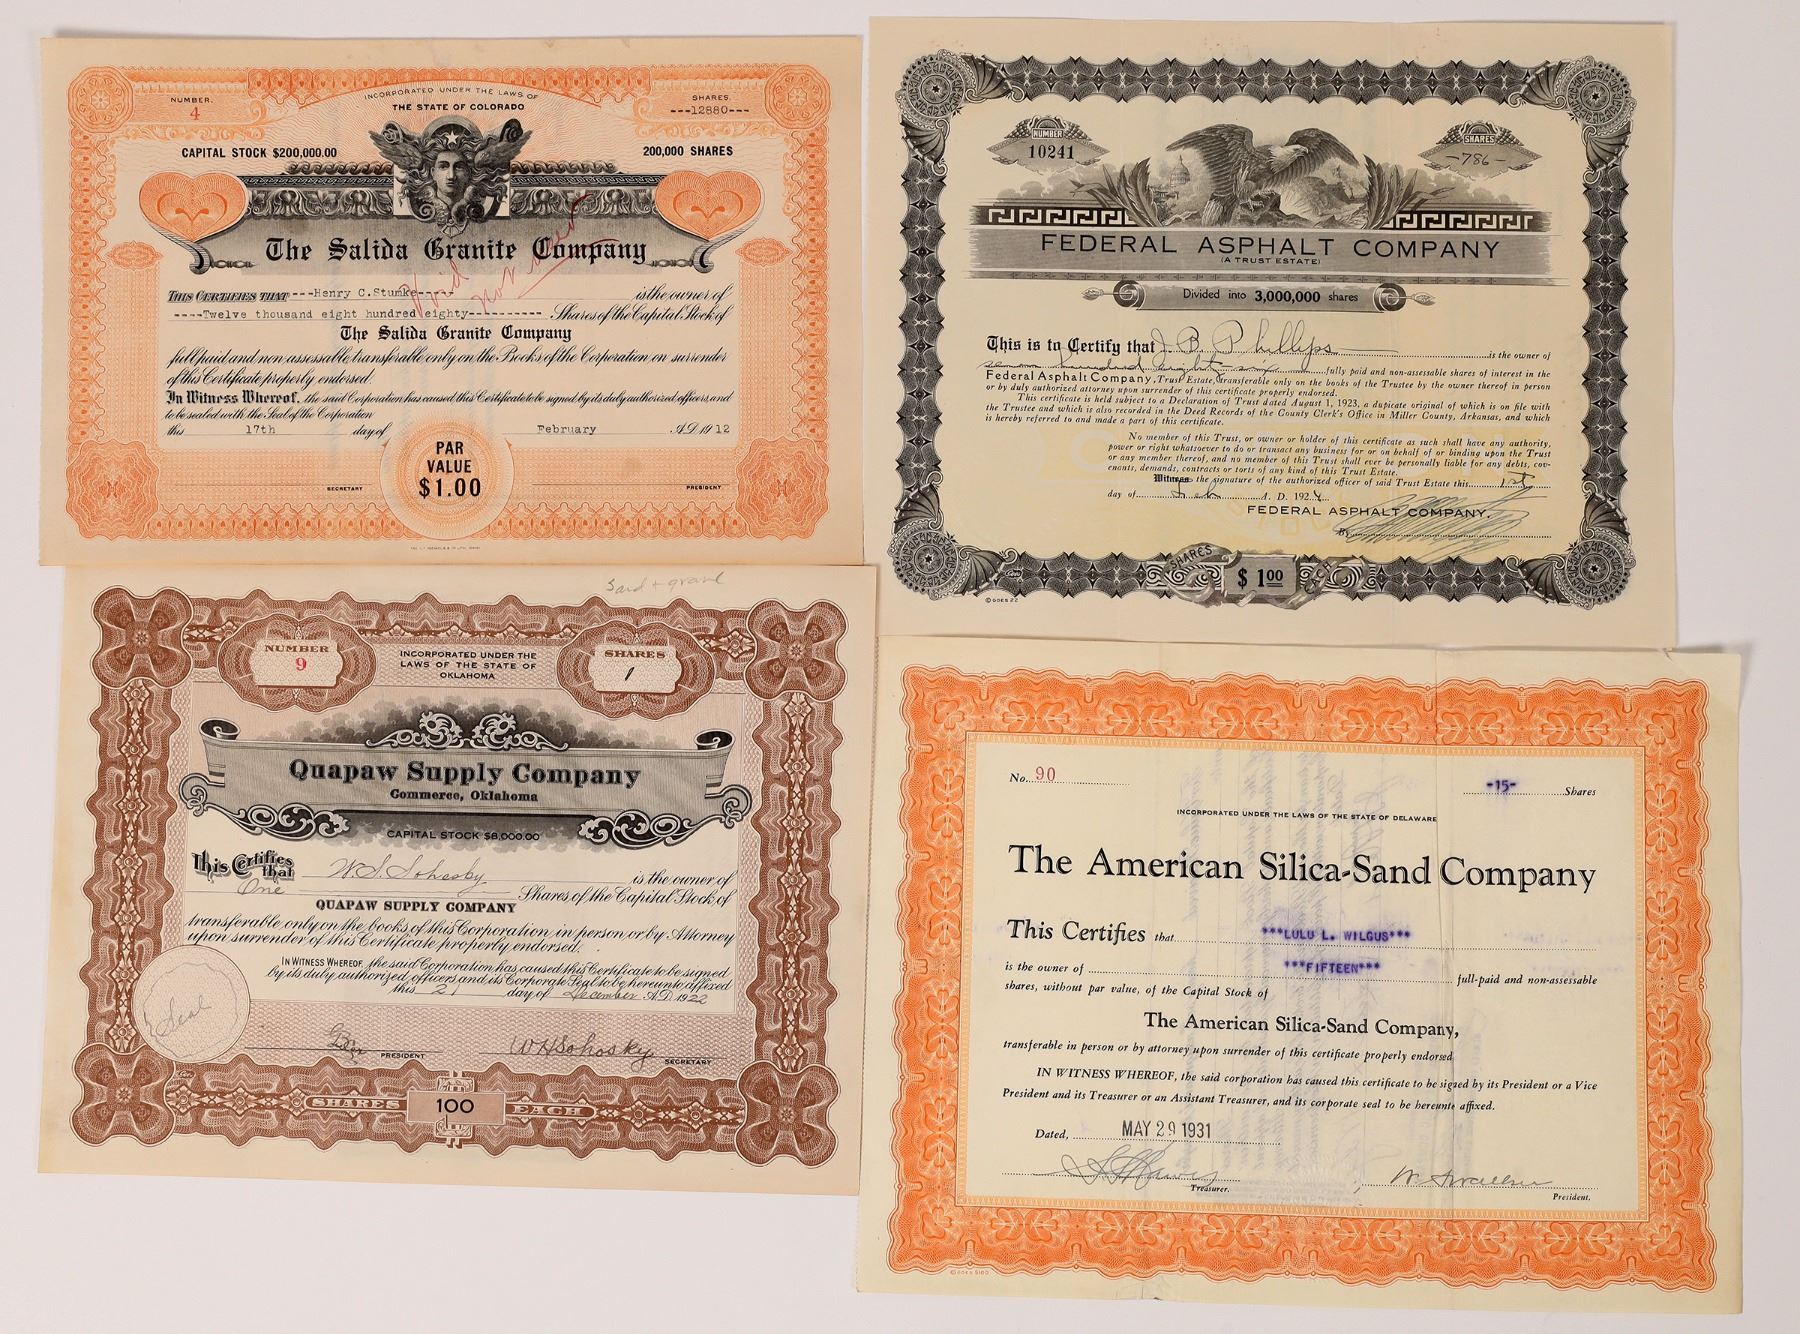 NUMBER.
4
INCORPORATED UNDER THE LAWS OF
THE STATE OF COLORADO
SHARES.
---12880---
CAPITAL STOCK $200,000.00
200,000 SHARES
The Salida Granite Company
Void
not used
THIS CERTIFIES THAT ---Henry C.Stumke----- is the owner of
----Twelve thousand eight hundred eighty---------- Shares of the Capital Stock of
The Salida Granite Company
full paid and non-assessable transferable only on the Books of the Corporation on surrender
of this Certificate properly endorsed.
In Witness Whereof, the said Corporation has caused this Certificate to be signed by its duly authorized officers and
to be sealed with the Seal of the Corporation
this 17th day of February A.D. 1912
PAR
VALUE
$1.00
SECRETARY
PRESIDENT
NUMBER
10241
SHARES
-786-
FEDERAL ASPHALT COMPANY
(A TRUST ESTATE)
Divided into 3,000,000 shares
This is to Certify that J. B. Phillips is the owner of
seven hundred eighty six fully paid and non-assessable shares of interest in the
Federal Asphalt Company, Trust Estate, transferable only on the books of the Trustee by the owner thereof in person
or by duly authorized attorney upon surrender of this certificate properly endorsed.
This certificate is held subject to a Declaration of Trust dated August 1, 1923, a dupicate original of which is on file with
the Trustee and which is also recorded in the Deed Records of the County Clerk's Office in Miller County, Arkansas, and which
is hereby referred to and made a part of this certificate.
No member of this Trust, or owner or holder of this certificate as such shall have any authority,
power or right whatsoever to do or transact any business for or on behalf of or binding upon the Trust
or any member thereof, and no member of this Trust shall ever be personally liable for any debts, cov-
enants, demands, contracts or torts of any kind of this Trust Estate.
Witness the signature of the authorized officer of said Trust Estate this 1st
day of Feb A. D. 1924
FEDERAL ASPHALT COMPANY.
By
SHARES
$ 1.00
EACH
© GOES 22
Sand + gravel
NUMBER
9
INCORPORATED UNDER THE
LAWS OF THE STATE OF
OKLAHOMA
SHARES
1
Quapaw Supply Company
Commerce, Oklahoma
CAPITAL STOCK $8,000.00
This Certifies that W. S. Sohosky is the owner of
One Shares of the Capital Stock of
QUAPAW SUPPLY COMPANY
transferable only on the books of this Corporation in person or by Attorney
upon surrender of this Certificate properly endorsed.
IN WITNESS WHEREOF, the said Corporation has caused this Certificate to be signed
by its duly authorized officers and its Corporate Seal to be hereunto affixed
this 21 day of December A.D. 1922
Seal
PRESIDENT
W H Sohosky
SECRETARY
SHARES
100
EACH
No. 90
-15- Shares
INCORPORATED UNDER THE LAWS OF THE STATE OF DELAWARE
The American Silica-Sand Company
This Certifies that ***LULU L. WILGUS***
is the owner of ***FIFTEEN*** full-paid and non-assessable
shares, without par value, of the Capital Stock of
The American Silica-Sand Company,
transferable in person or by attorney upon surrender of this certificate properly endorsed.
IN WITNESS WHEREOF, the said corporation has caused this certificate to be signed by its President or a Vice
President and its Treasurer or an Assistant Treasurer, and its corporate seal to be hereunto affixed.
Dated, MAY 29 1931
Treasurer.
President.
© GOES 5100